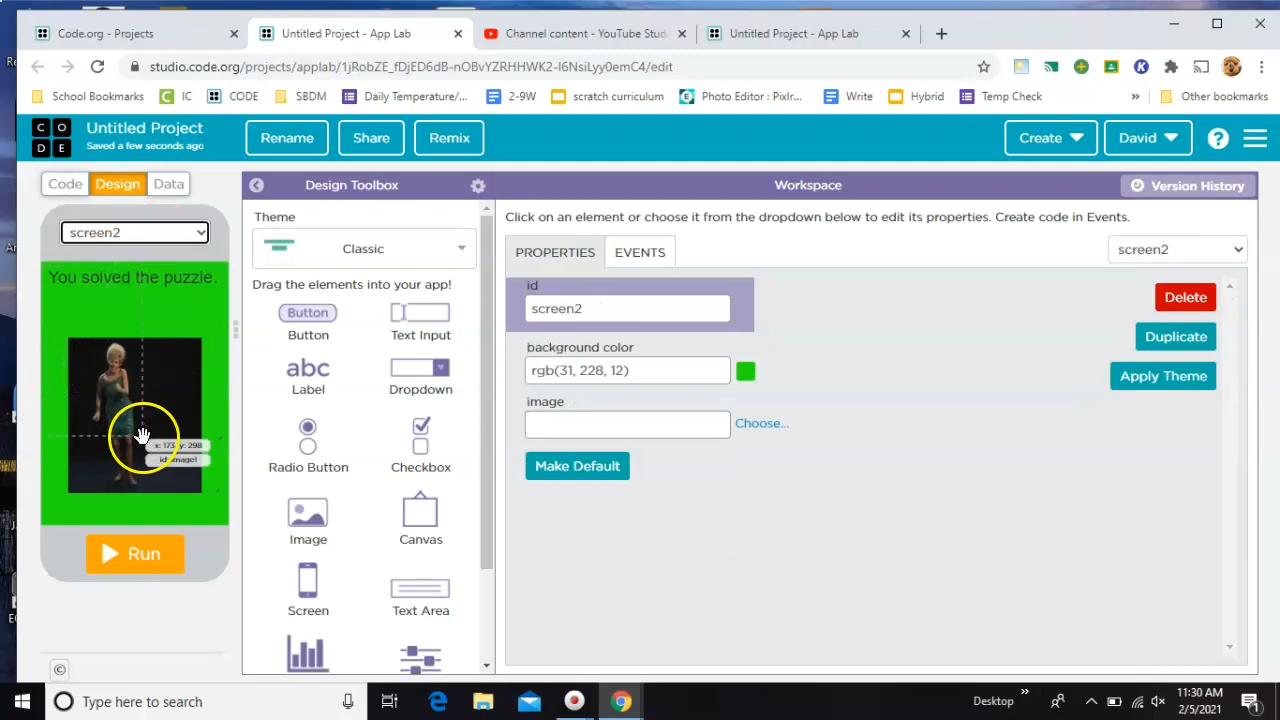 Code.org - Projects
Untitled Project - App Lab
Channel content - YouTube Stud
Untitled Project - App Lab
studio.code.org/projects/applab/1jRobZE_fDjED6dB-nOBvYZRHHWK2-I6NsiLyy0emC4/edit
School Bookmarks
IC
CODE
SBDM
Daily Temperature/...
2-9W
scratch curriculum
Photo Editor : Pixlr...
Write
Hybrid
Temp Check
Other bookmarks
CODE
Untitled Project
Saved a few seconds ago
Rename
Share
Remix
Create
David
Code
Design
Data
Design Toolbox
Workspace
Version History
screen2
Theme
Classic
Click on an element or choose it from the dropdown below to edit its properties. Create code in Events.
PROPERTIES
EVENTS
screen2
You solved the puzzle.
Drag the elements into your app!
id
screen2
Delete
Button
Button
Text Input
background color
Duplicate
rgb(31, 228, 12)
abc
Label
Dropdown
Apply Theme
image
Choose...
x: 173, y: 298
id: image1
Radio Button
Checkbox
Make Default
Image
Canvas
Run
Screen
Text Area
Type here to search
Desktop
11:30 AM
2/5/2021